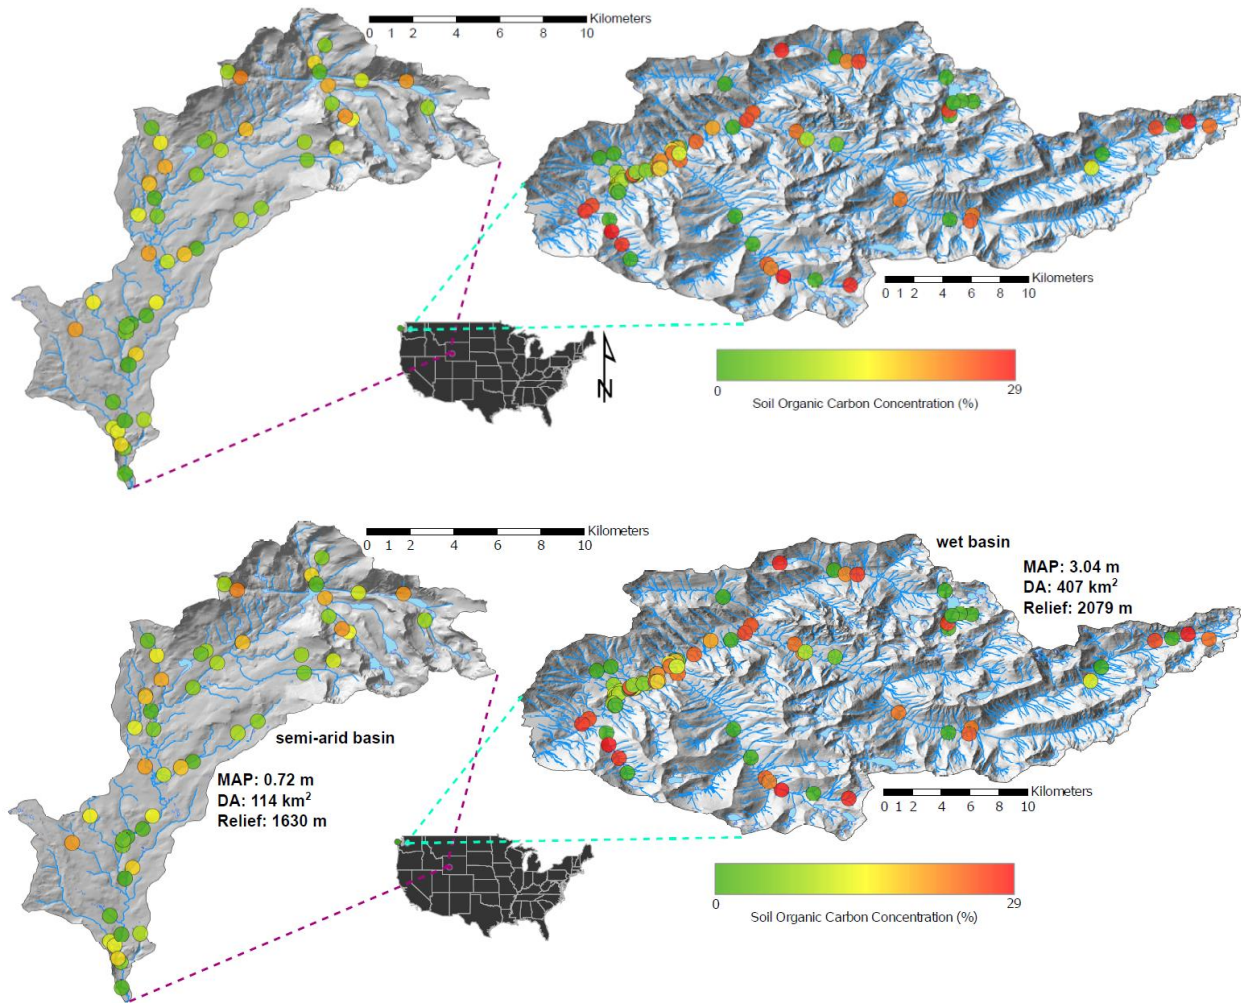 Kilometers
0 1 2 4 6 8 10
Kilometers
0 1 2 4 6 8 10
N
0 29
Soil Organic Carbon Concentration (%)
Kilometers
0 1 2 4 6 8 10
wet basin
MAP: 3.04 m
DA: 407 km²
Relief: 2079 m
semi-arid basin
MAP: 0.72 m
DA: 114 km²
Relief: 1630 m
Kilometers
0 1 2 4 6 8 10
0 29
Soil Organic Carbon Concentration (%)